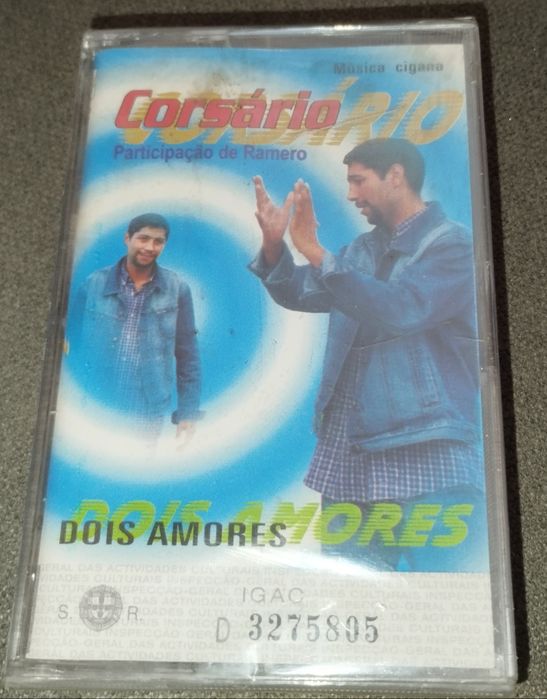 Música cigana
CORSÁRIO
Corsário
Participação de Ramero
DOIS AMORES
DOIS AMORES
S. R.
IGAC
D 3275805